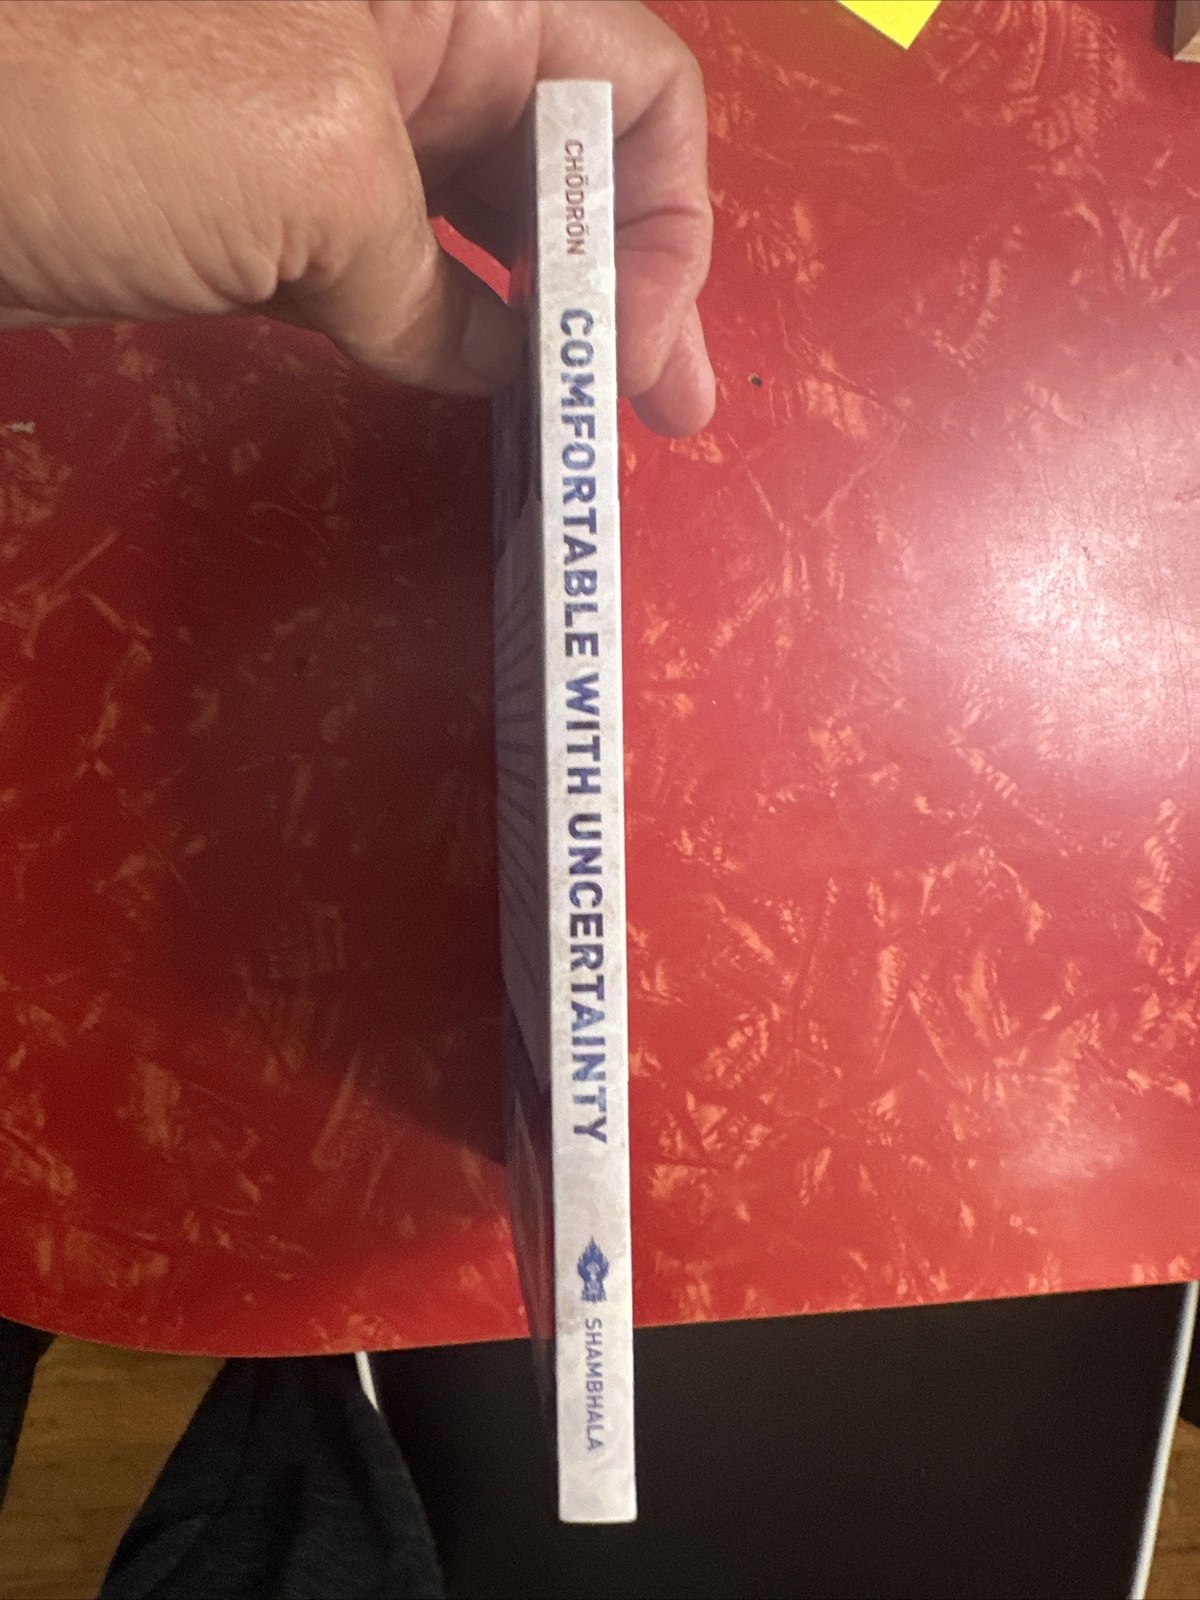 CHÖDRÖN
COMFORTABLE WITH UNCERTAINTY
SHAMBHALA